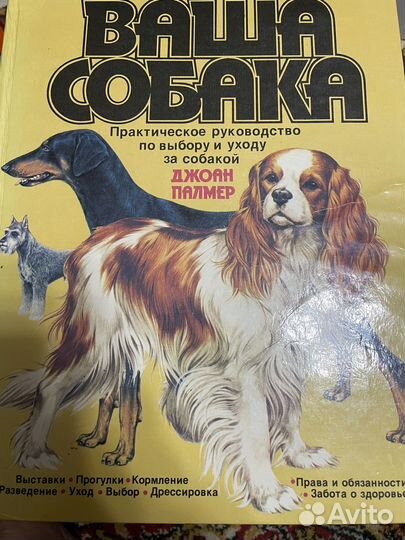 ВАША
СОБАКА
Практическое руководство
по выбору и уходу
за собакой
ДЖОАН
ПАЛМЕР
Выставки • Прогулки • Кормление
Разведение • Уход • Выбор • Дрессировка
• Права и обязанности
• Забота о здоровье
Avito